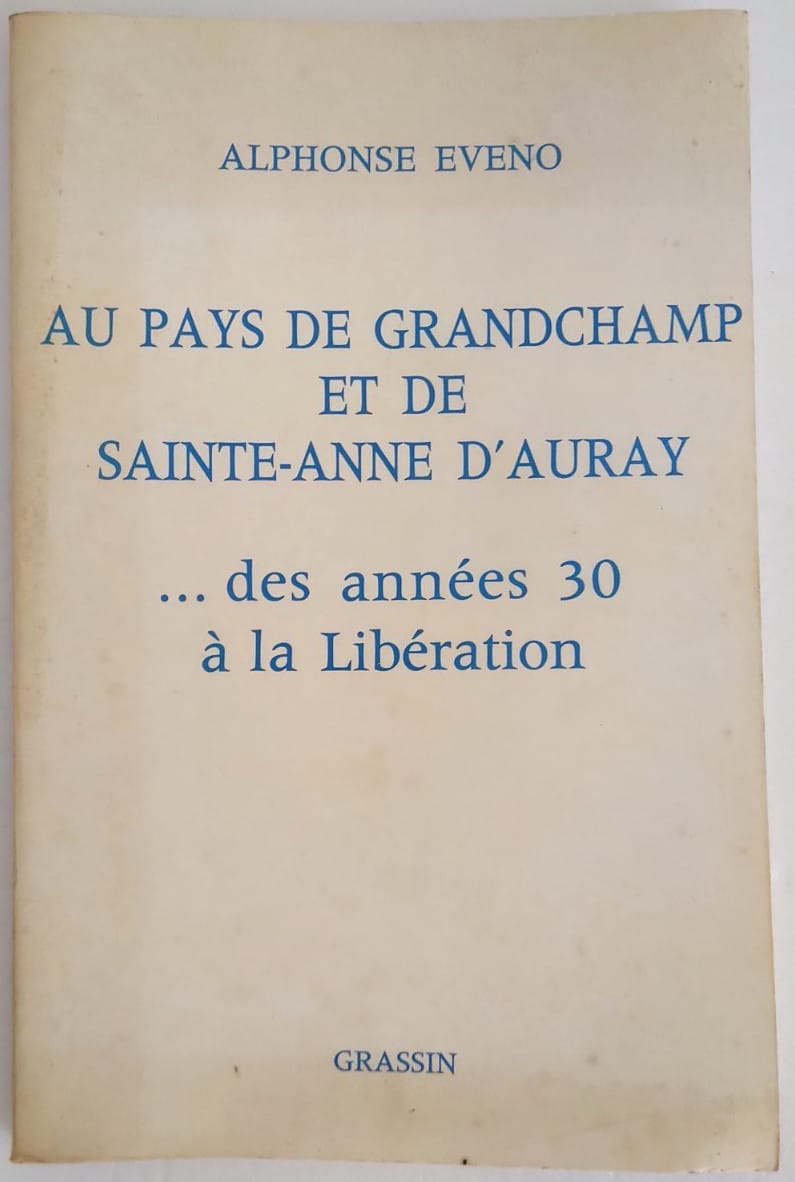 ALPHONSE EVENO
AU PAYS DE GRANDCHAMP
ET DE
SAINTE-ANNE D'AURAY
... des années 30
à la Libération
GRASSIN